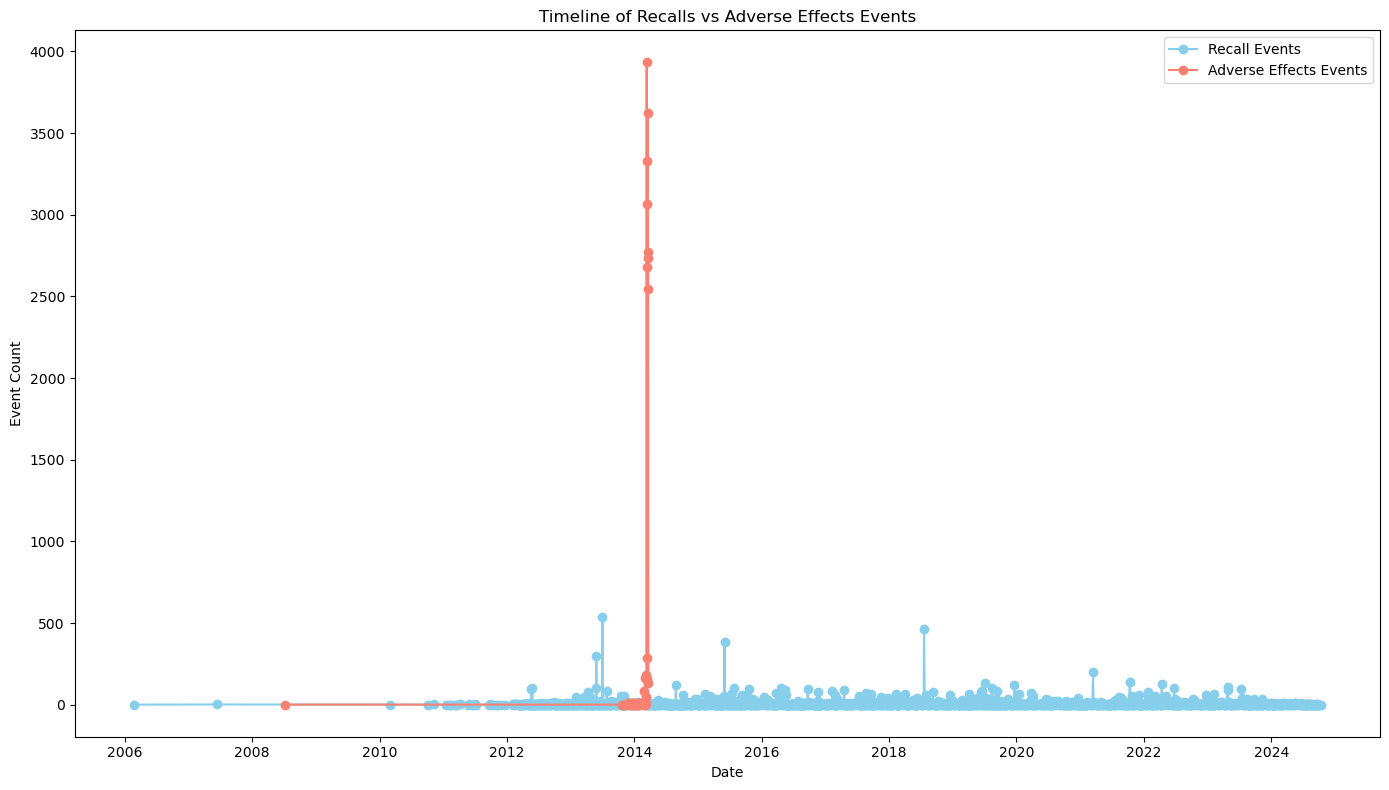 Timeline of Recalls vs Adverse Effects Events
Recall Events
Adverse Effects Events
4000
3500
3000
2500
2000
1500
1000
500
0
Event Count
2006 2008 2010 2012 2014 2016 2018 2020 2022 2024
Date